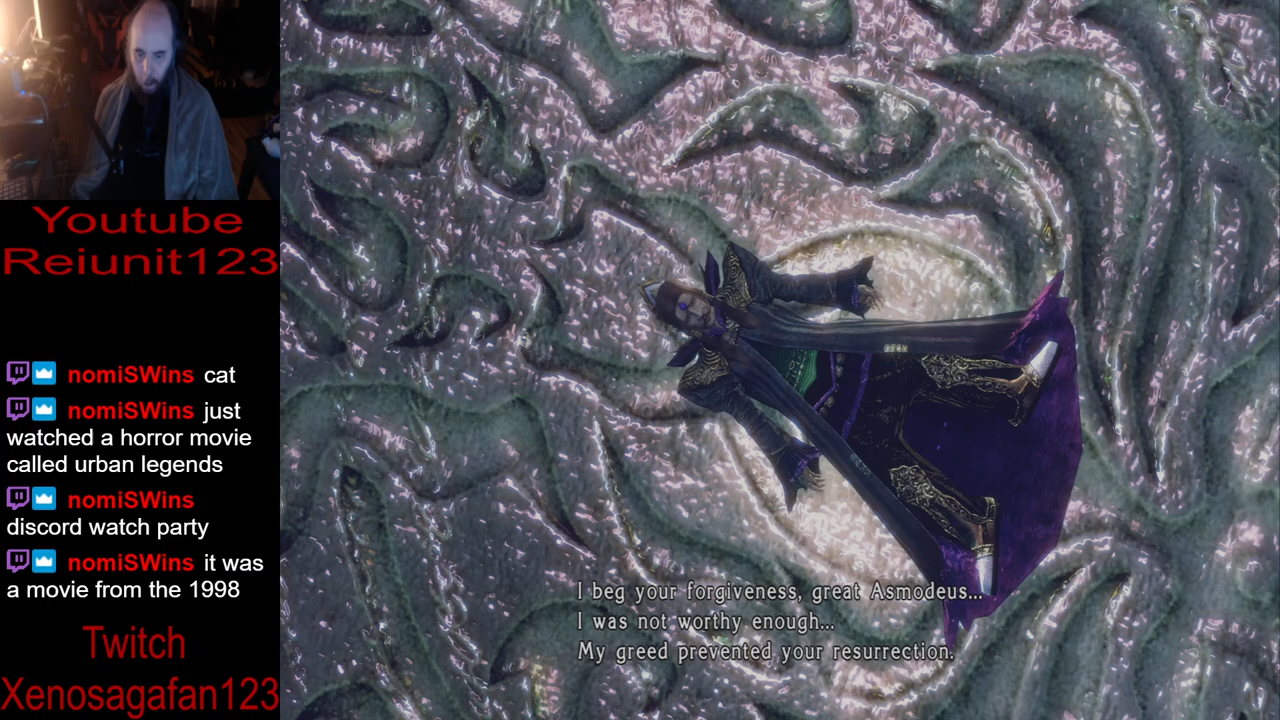 Youtube
Reiunit123
nomiSWins cat
nomiSWins just
watched a horror movie
called urban legends
nomiSWins
discord watch party
nomiSWins it was
a movie from the 1998
Twitch
Xenosagafan123
I beg your forgiveness, great Asmodeus...
I was not worthy enough...
My greed prevented your resurrection.